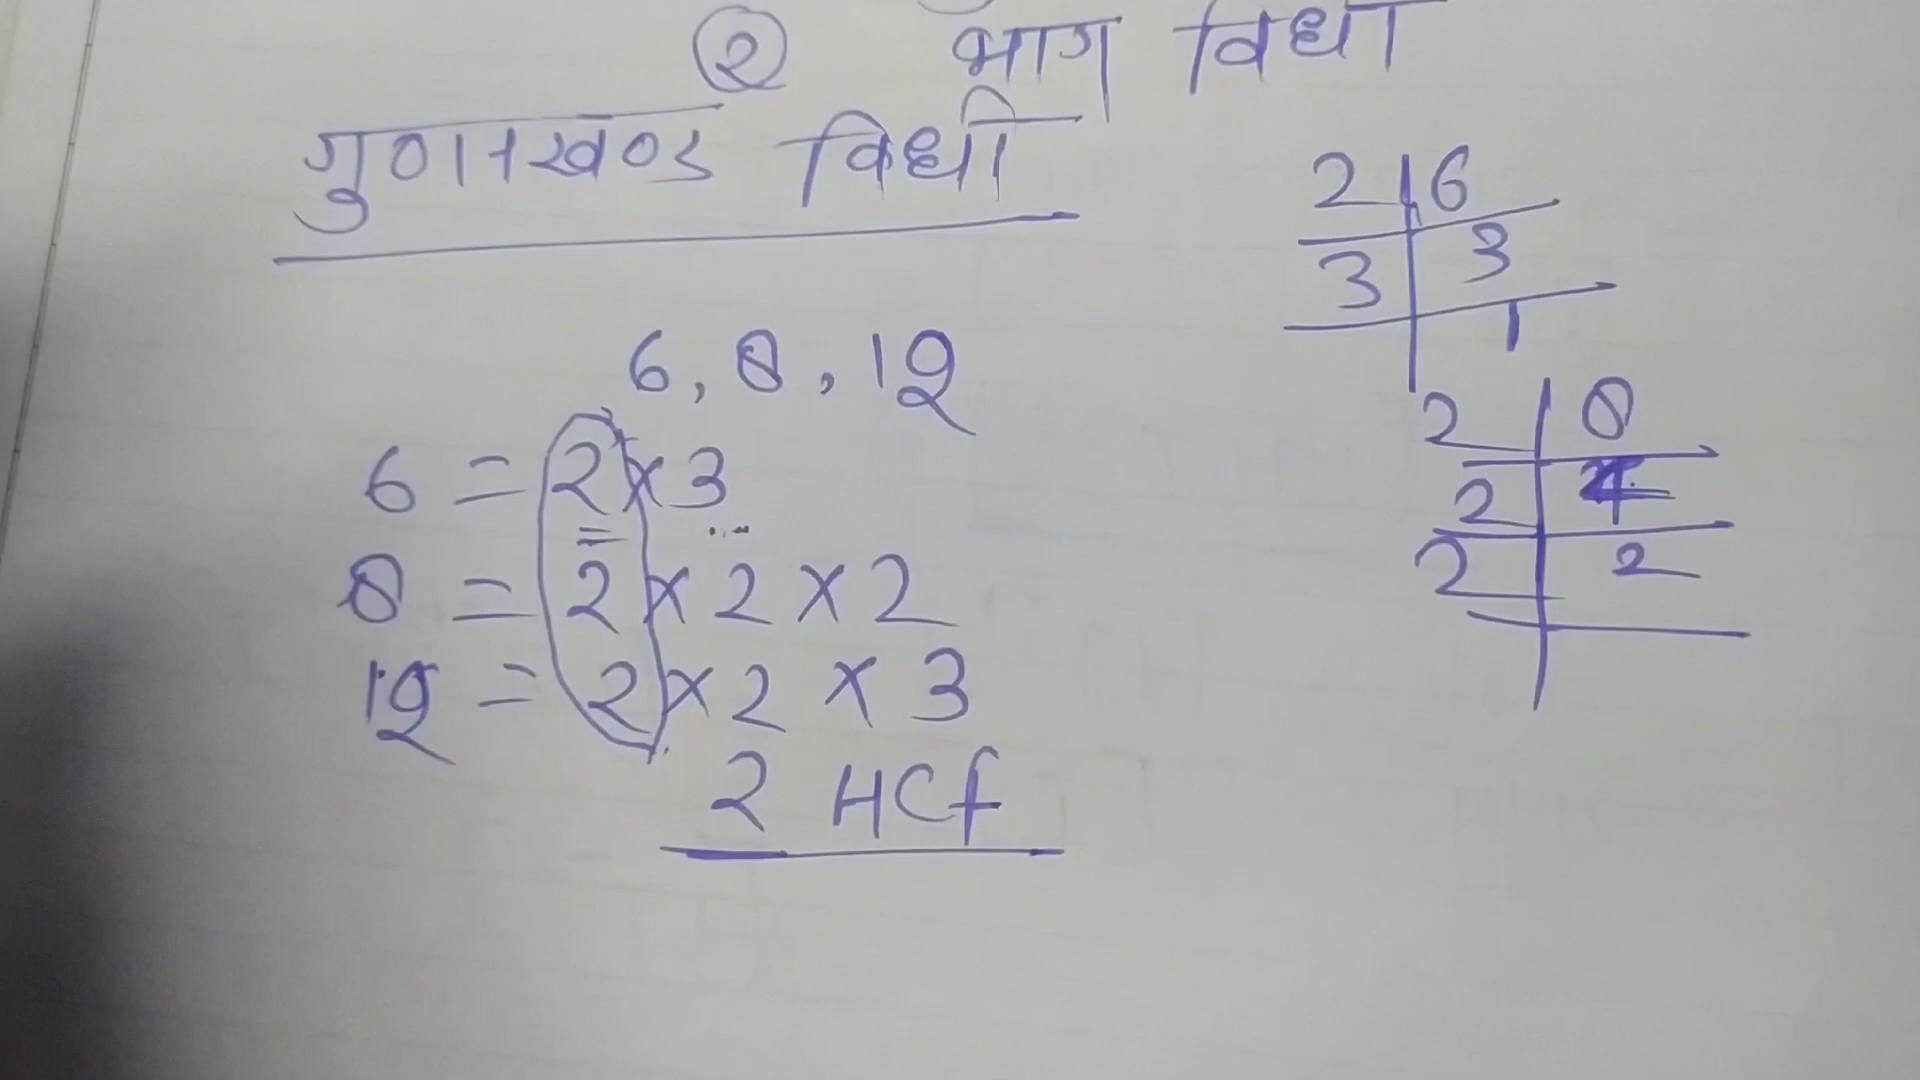 ② भाग विधी
गुणनखण्ड विधी
6, 8, 12
6 = 2 × 3
8 = 2 × 2 × 2
12 = 2 × 2 × 3
2 HCf
2 | 6
3 | 3
1
2 | 8
2 | 4
2 | 2